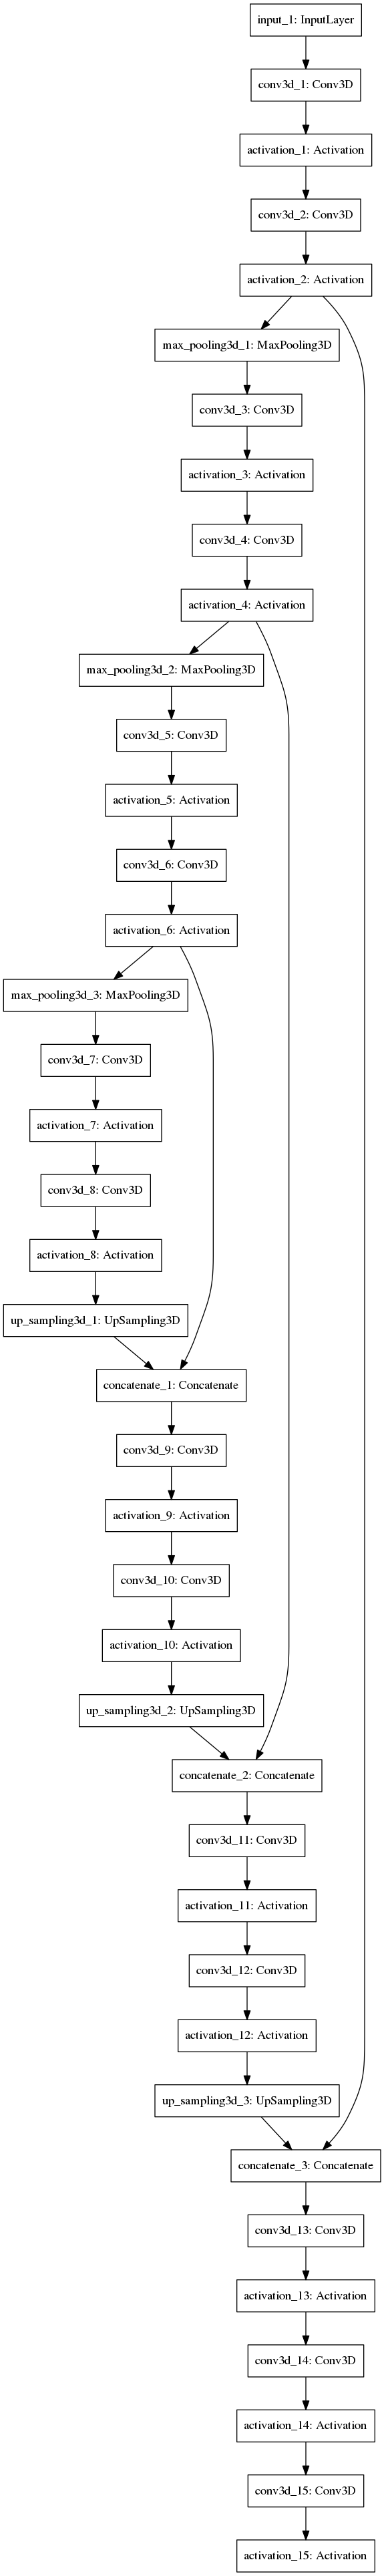 input_1: InputLayer
conv3d_1: Conv3D
activation_1: Activation
conv3d_2: Conv3D
activation_2: Activation
max_pooling3d_1: MaxPooling3D
conv3d_3: Conv3D
activation_3: Activation
conv3d_4: Conv3D
activation_4: Activation
max_pooling3d_2: MaxPooling3D
conv3d_5: Conv3D
activation_5: Activation
conv3d_6: Conv3D
activation_6: Activation
max_pooling3d_3: MaxPooling3D
conv3d_7: Conv3D
activation_7: Activation
conv3d_8: Conv3D
activation_8: Activation
up_sampling3d_1: UpSampling3D
concatenate_1: Concatenate
conv3d_9: Conv3D
activation_9: Activation
conv3d_10: Conv3D
activation_10: Activation
up_sampling3d_2: UpSampling3D
concatenate_2: Concatenate
conv3d_11: Conv3D
activation_11: Activation
conv3d_12: Conv3D
activation_12: Activation
up_sampling3d_3: UpSampling3D
concatenate_3: Concatenate
conv3d_13: Conv3D
activation_13: Activation
conv3d_14: Conv3D
activation_14: Activation
conv3d_15: Conv3D
activation_15: Activation